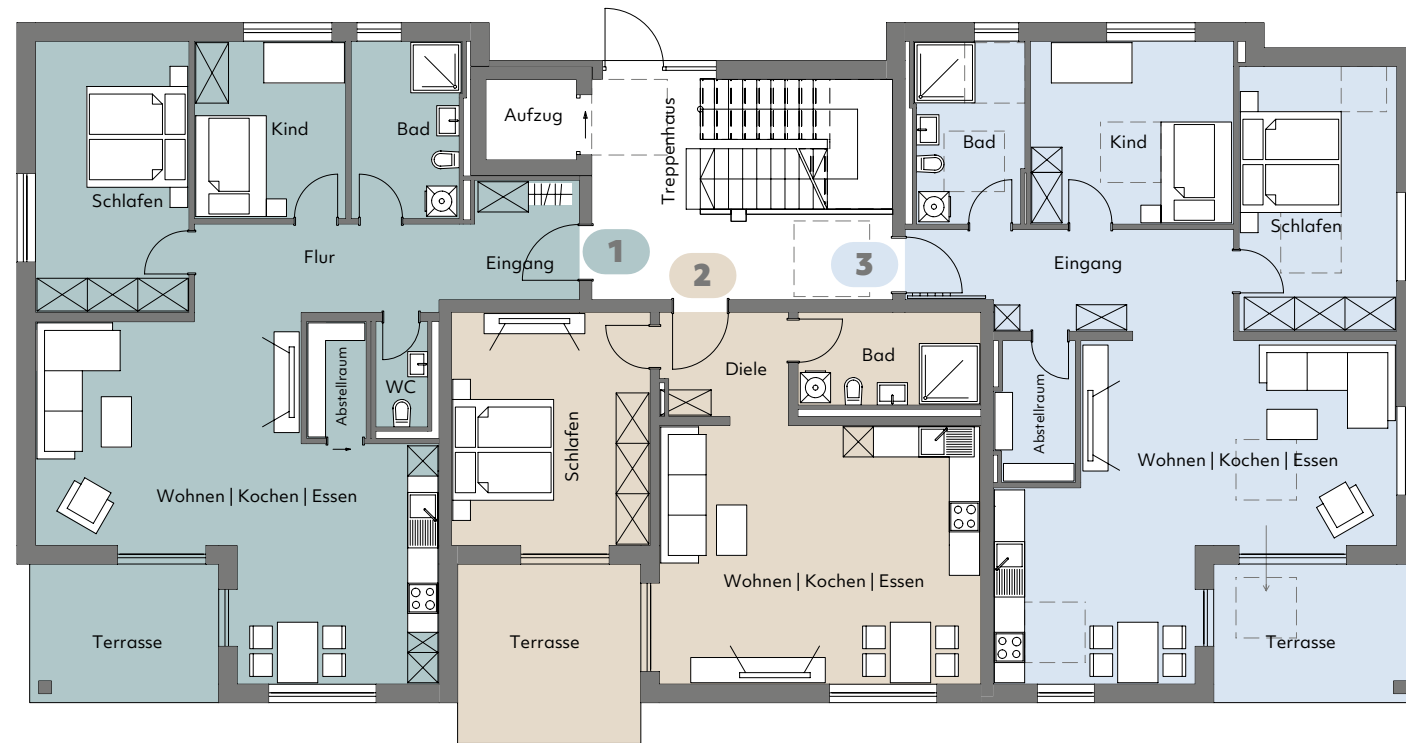 Aufzug
Treppenhaus
Kind
Bad
Schlafen
Flur
Eingang
1
2
3
Bad
Kind
Schlafen
Eingang
Abstellraum
WC
Wohnen | Kochen | Essen
Terrasse
Diele
Bad
Schlafen
Wohnen | Kochen | Essen
Terrasse
Abstellraum
Wohnen | Kochen | Essen
Terrasse